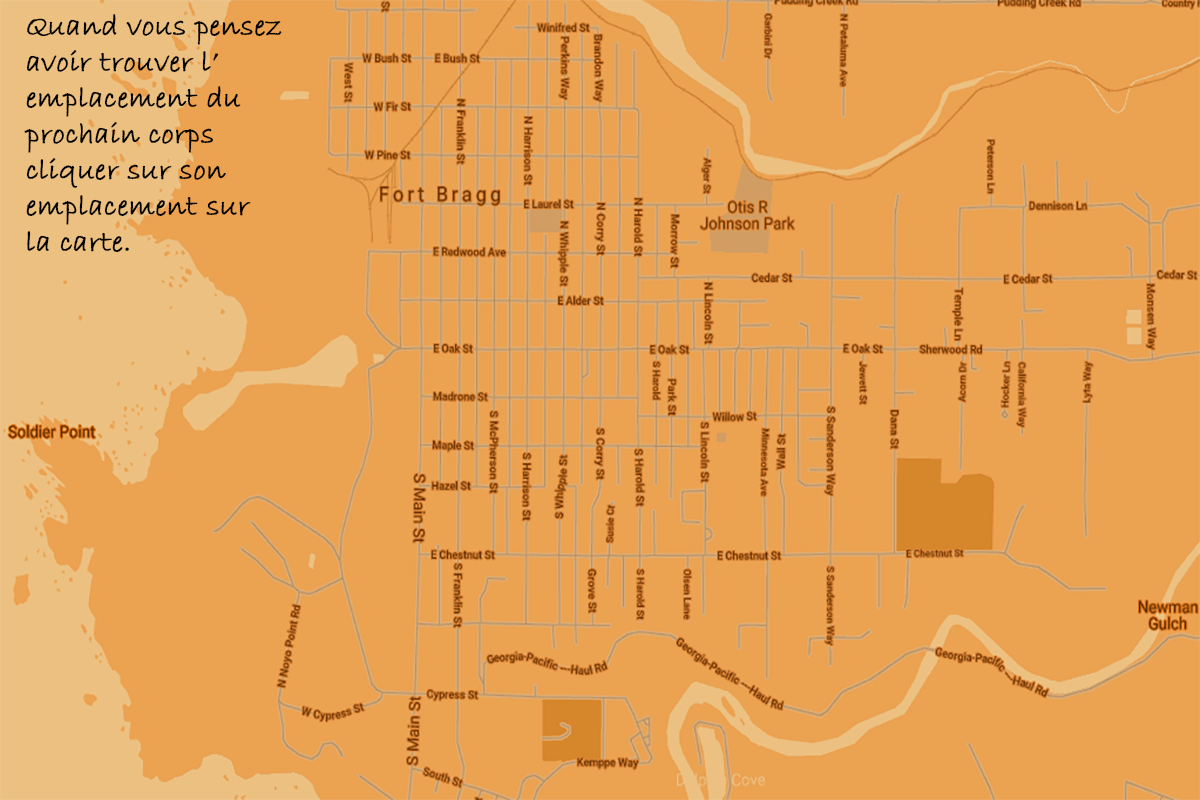 Quand vous pensez
avoir trouver l'
emplacement du
prochain corps
cliquer sur son
emplacement sur
la carte.
St
Pudding Creek Rd
Pudding Creek Rd
Country
Garbini Dr
N Petaluma Ave
Winifred St
Perkins Way
Brandon Way
W Bush St
E Bush St
West St
W Fir St
N Franklin St
N Harrison St
W Pine St
Alger St
Peterson Ln
Fort Bragg
E Laurel St
N Whipple St
N Corry St
N Harold St
Morrow St
Otis R
Johnson Park
Dennison Ln
E Redwood Ave
Cedar St
E Cedar St
Cedar St
E Alder St
N Lincoln St
Temple Ln
Monsen Way
E Oak St
E Oak St
E Oak St
Sherwood Rd
S Harold
Park St
Jewett St
Acorn Dr
Hocker Ln
California Way
Lyta Way
Madrone St
Willow St
Soldier Point
S McPherson St
S Corry St
S Lincoln St
Minnesota Ave
Wall St
S Sanderson Way
Dana St
Maple St
S Harrison St
S Whipple St
S Harold St
Hazel St
S Main St
Susie Ct
E Chestnut St
E Chestnut St
E Chestnut St
S Franklin St
Grove St
S Harold St
Olsen Lane
S Sanderson Way
N Noyo Point Rd
Newman
Gulch
Georgia-Pacific --- Haul Rd
Georgia-Pacific --- Haul Rd
Georgia-Pacific --- Haul Rd
Cypress St
W Cypress St
S Main St
Kemppe Way
South St
Cove